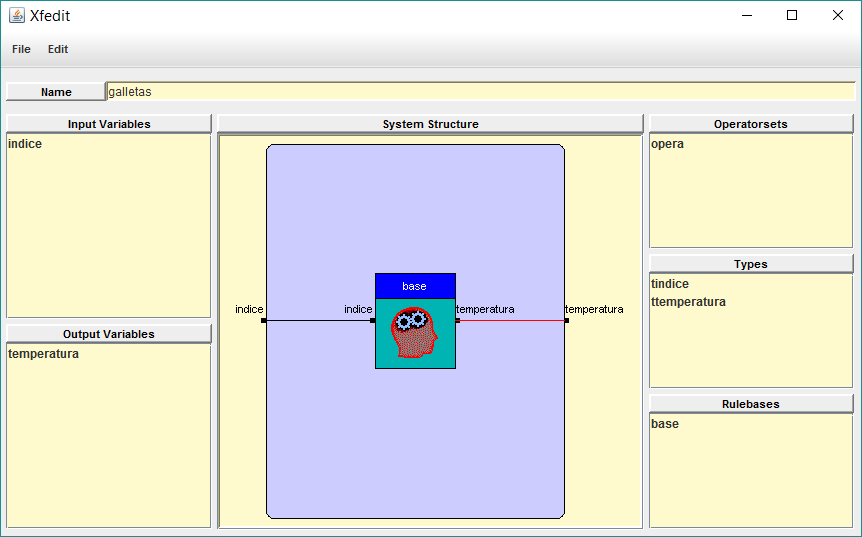 Xfedit
File Edit
Name galletas
Input Variables
indice
Output Variables
temperatura
System Structure
base
indice indice temperatura temperatura
Operatorsets
opera
Types
tindice
ttemperatura
Rulebases
base